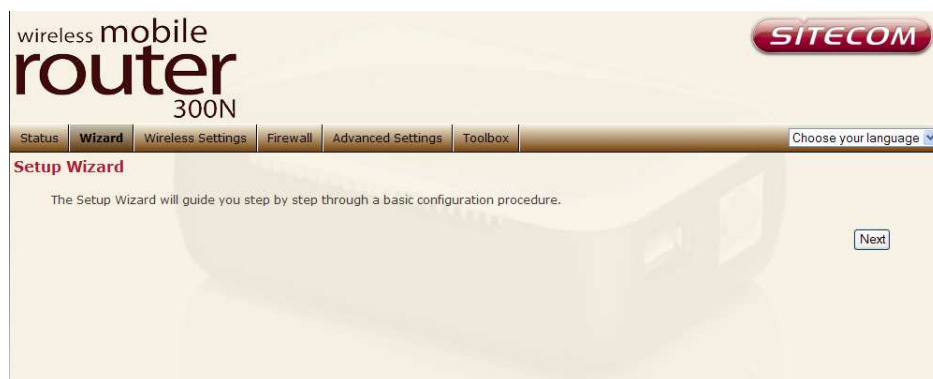 wireless mobile
router
300N
SITECOM
Status Wizard Wireless Settings Firewall Advanced Settings Toolbox Choose your language
Setup Wizard
The Setup Wizard will guide you step by step through a basic configuration procedure.
Next